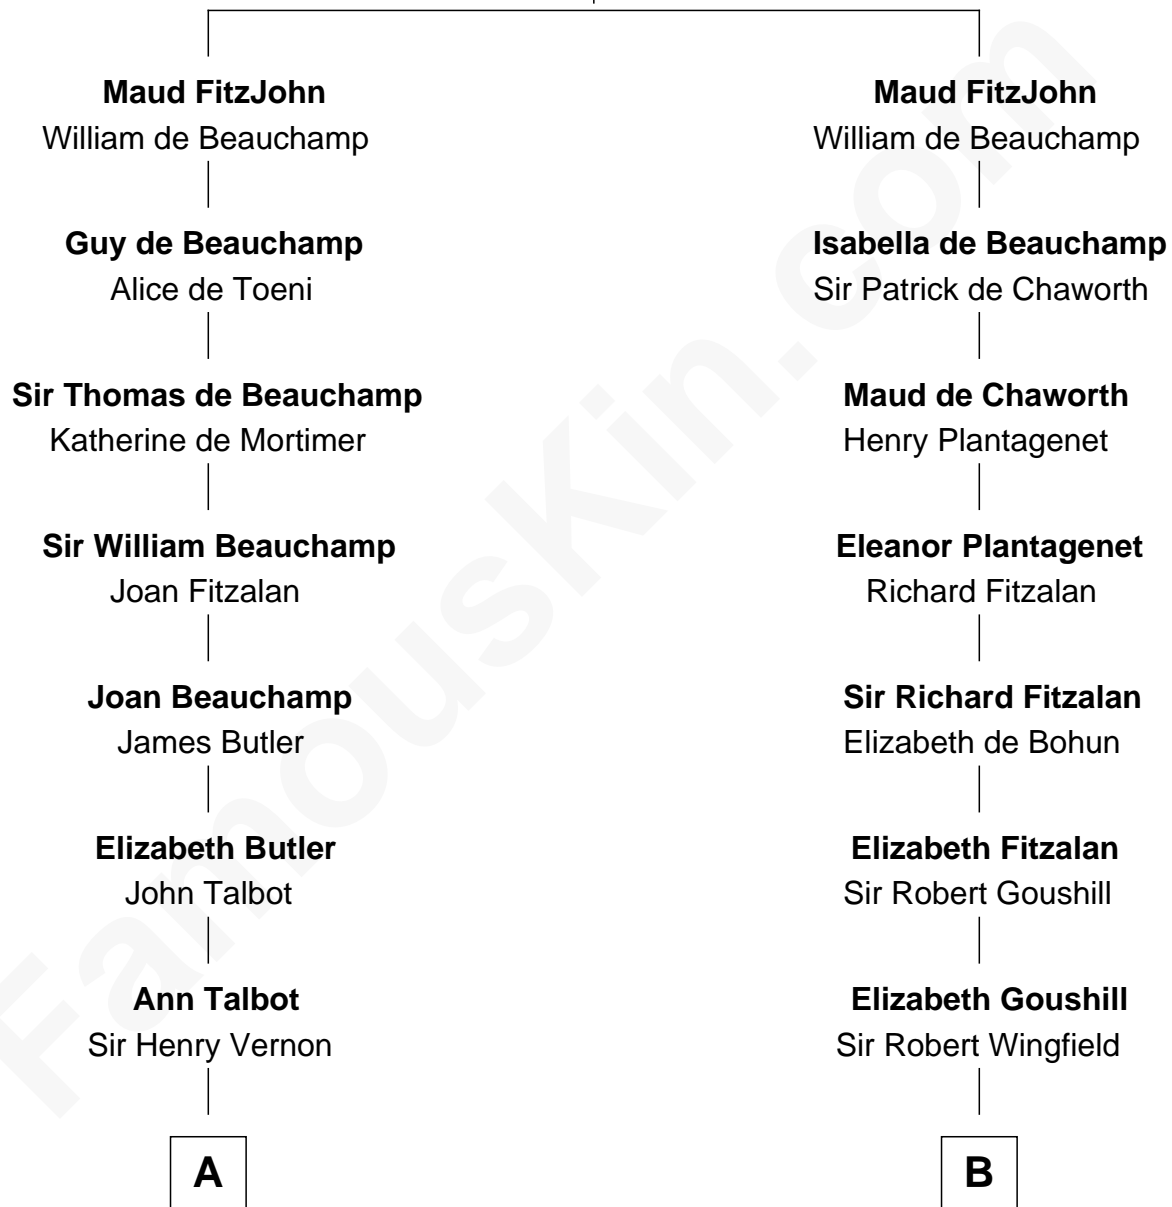 Maud FitzJohn
William de Beauchamp
Guy de Beauchamp
Alice de Toeni
Sir Thomas de Beauchamp
Katherine de Mortimer
Sir William Beauchamp
Joan Fitzalan
Joan Beauchamp
James Butler
Elizabeth Butler
John Talbot
Ann Talbot
Sir Henry Vernon
A
Maud FitzJohn
William de Beauchamp
Isabella de Beauchamp
Sir Patrick de Chaworth
Maud de Chaworth
Henry Plantagenet
Eleanor Plantagenet
Richard Fitzalan
Sir Richard Fitzalan
Elizabeth de Bohun
Elizabeth Fitzalan
Sir Robert Goushill
Elizabeth Goushill
Sir Robert Wingfield
B
FamousKin.com